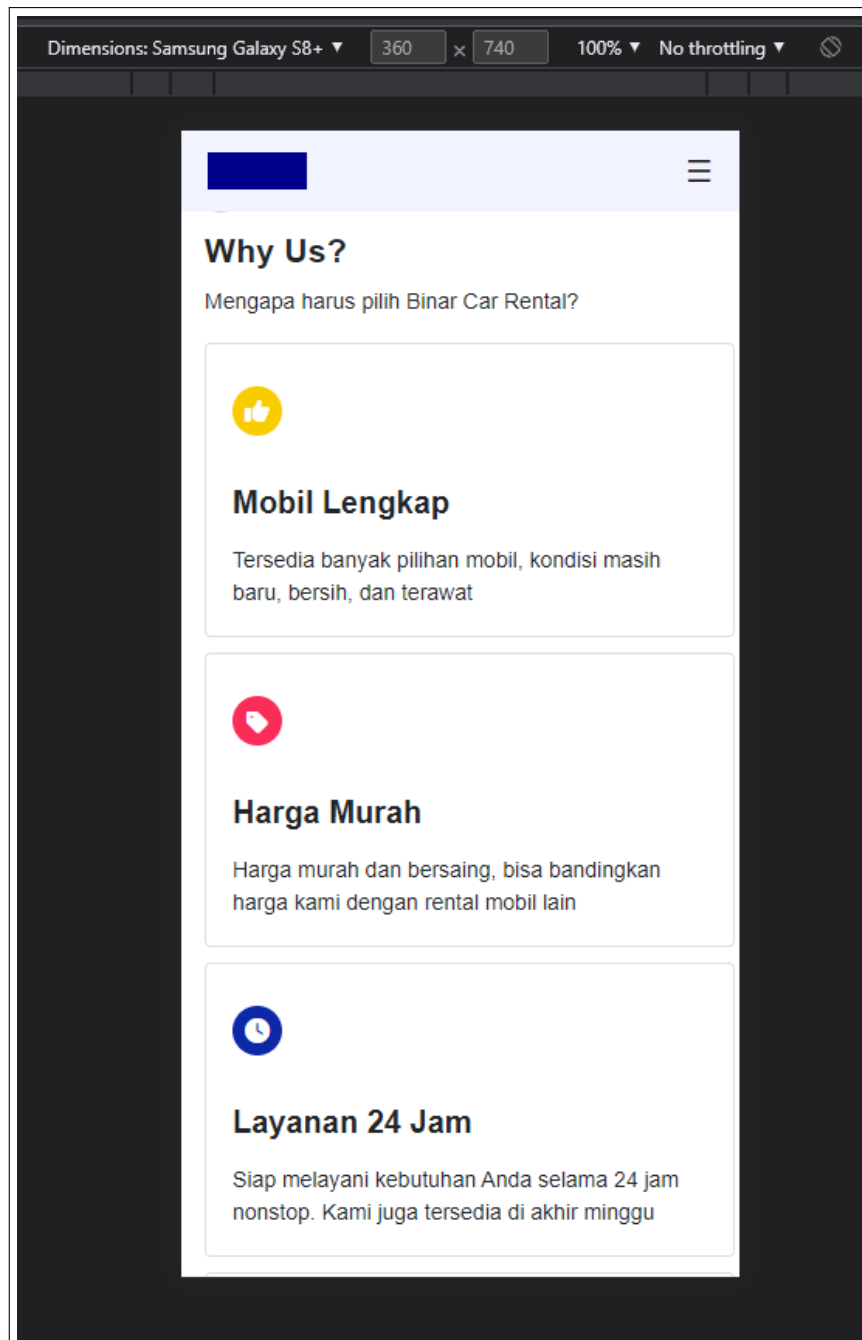 Dimensions: Samsung Galaxy S8+ ▼ 360 × 740 100% ▼ No throttling ▼
Why Us?
Mengapa harus pilih Binar Car Rental?
Mobil Lengkap
Tersedia banyak pilihan mobil, kondisi masih
baru, bersih, dan terawat
Harga Murah
Harga murah dan bersaing, bisa bandingkan
harga kami dengan rental mobil lain
Layanan 24 Jam
Siap melayani kebutuhan Anda selama 24 jam
nonstop. Kami juga tersedia di akhir minggu